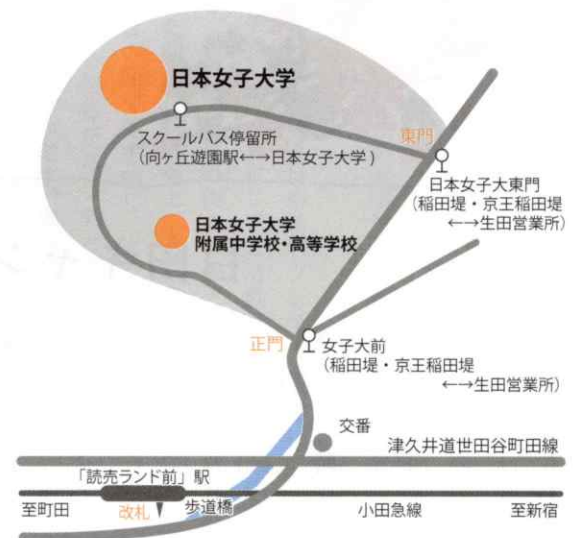 日本女子大学
スクールバス停留所
(向ヶ丘遊園駅←→日本女子大学)
東門
日本女子大東門
(稲田堤・京王稲田堤
←→生田営業所)
日本女子大学
附属中学校・高等学校
正門
女子大前
(稲田堤・京王稲田堤
←→生田営業所)
交番
津久井道世田谷町田線
「読売ランド前」駅
至町田
改札
歩道橋
小田急線
至新宿